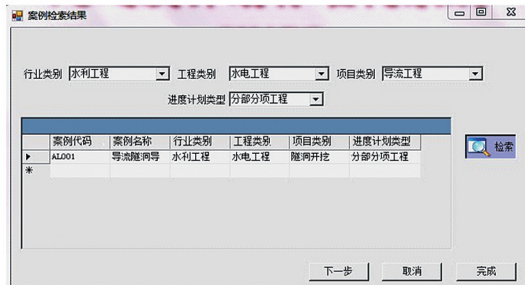 案例检索结果
行业类别 水利工程 工程类别 水电工程 项目类别 导流工程
进度计划类型 分部分项工程
案例代码 案例名称 行业类别 工程类别 项目类别 进度计划类型
AL001 导流隧洞导 水利工程 水电工程 隧洞开挖 分部分项工程
检索
下一步 取消 完成